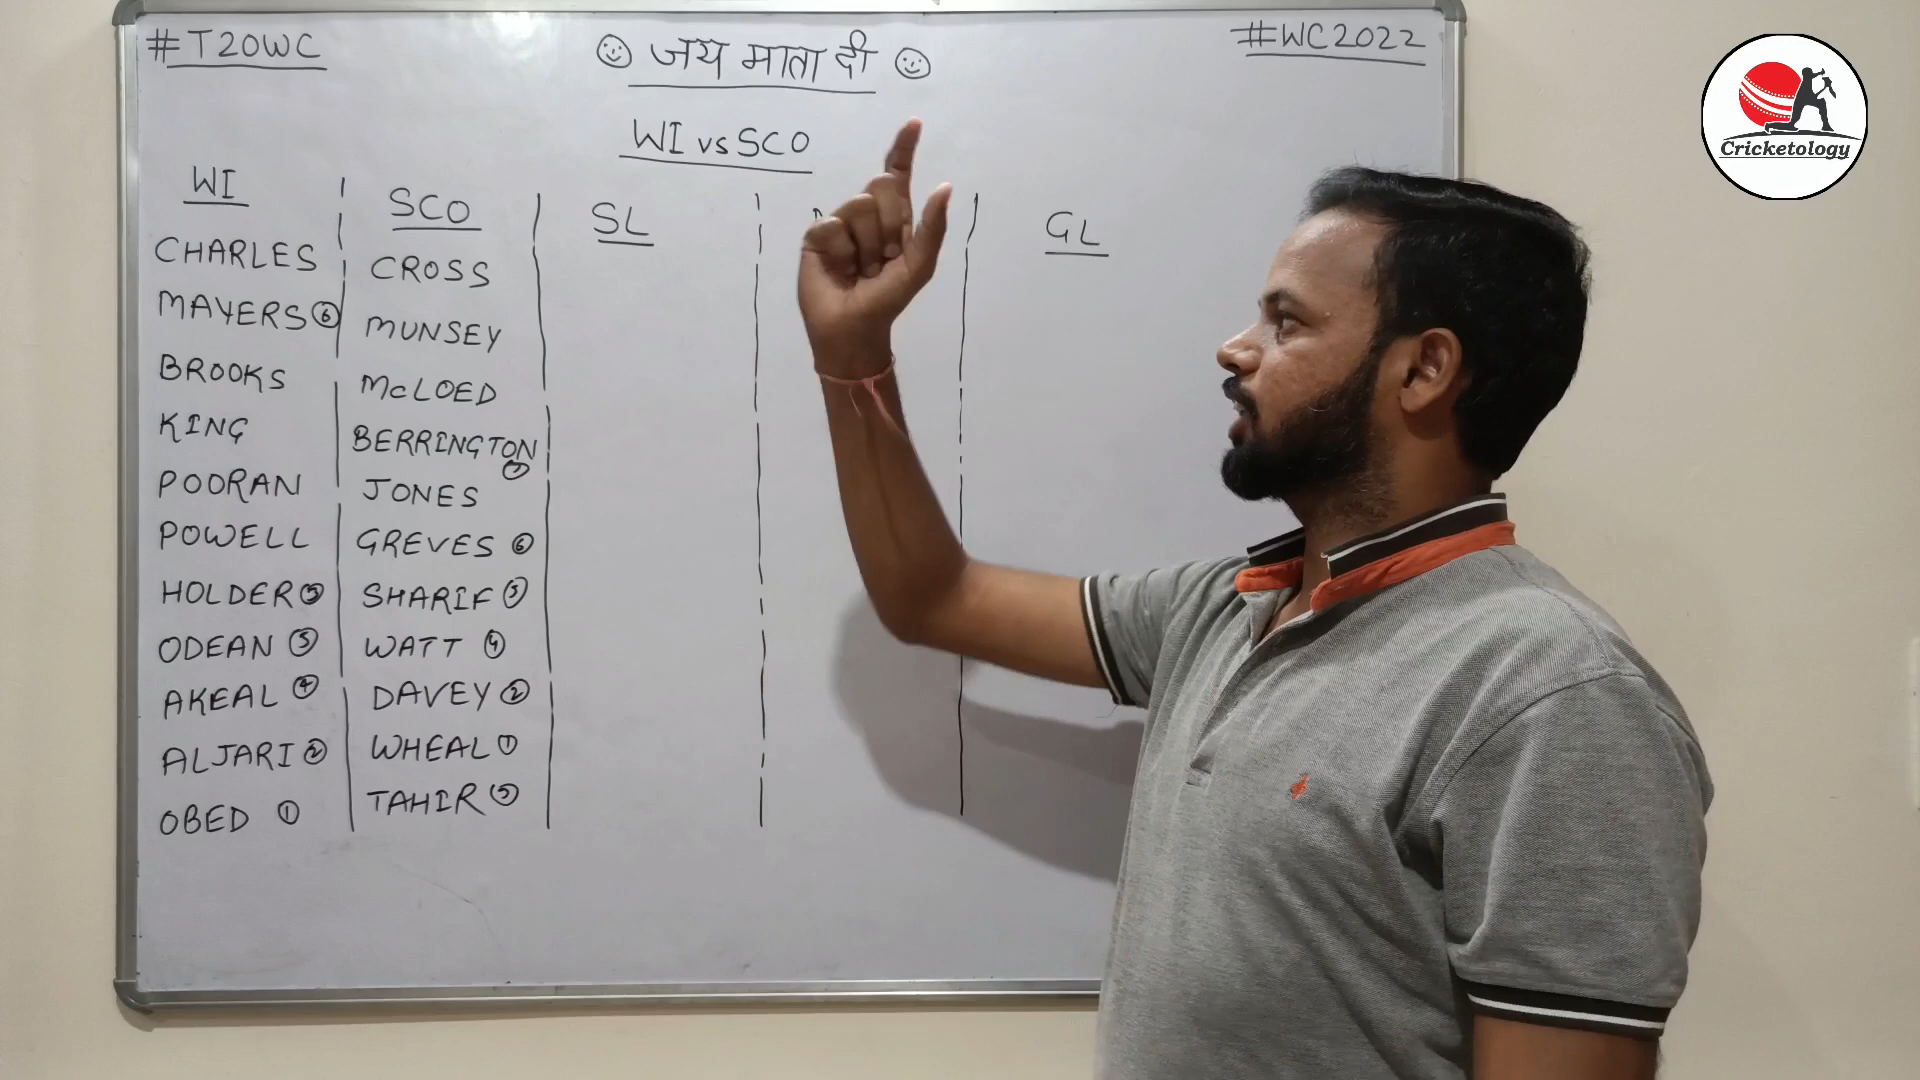 #T20WC
जय माता दी
#WC2022
Cricketology
WI vs SCO
WI
CHARLES
MAYERS 6
BROOKS
KING
POORAN
POWELL
HOLDER 5
ODEAN 3
AKEAL 4
ALJARI 2
OBED 1
SCO
CROSS
MUNSEY
McLOED
BERRINGTON
JONES
GREVES 6
SHARIF 3
WATT 4
DAVEY 2
WHEAL 1
TAHIR 5
SL
GL